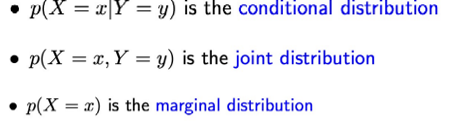 • p(X = x|Y = y) is the conditional distribution
• p(X = x, Y = y) is the joint distribution
• p(X = x) is the marginal distribution